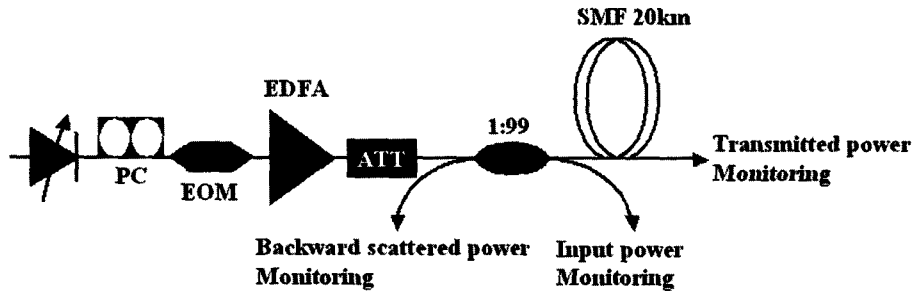 SMF 20km
EDFA
1:99
ATT
PC
EOM
Transmitted power
Monitoring
Backward scattered power
Monitoring
Input power
Monitoring